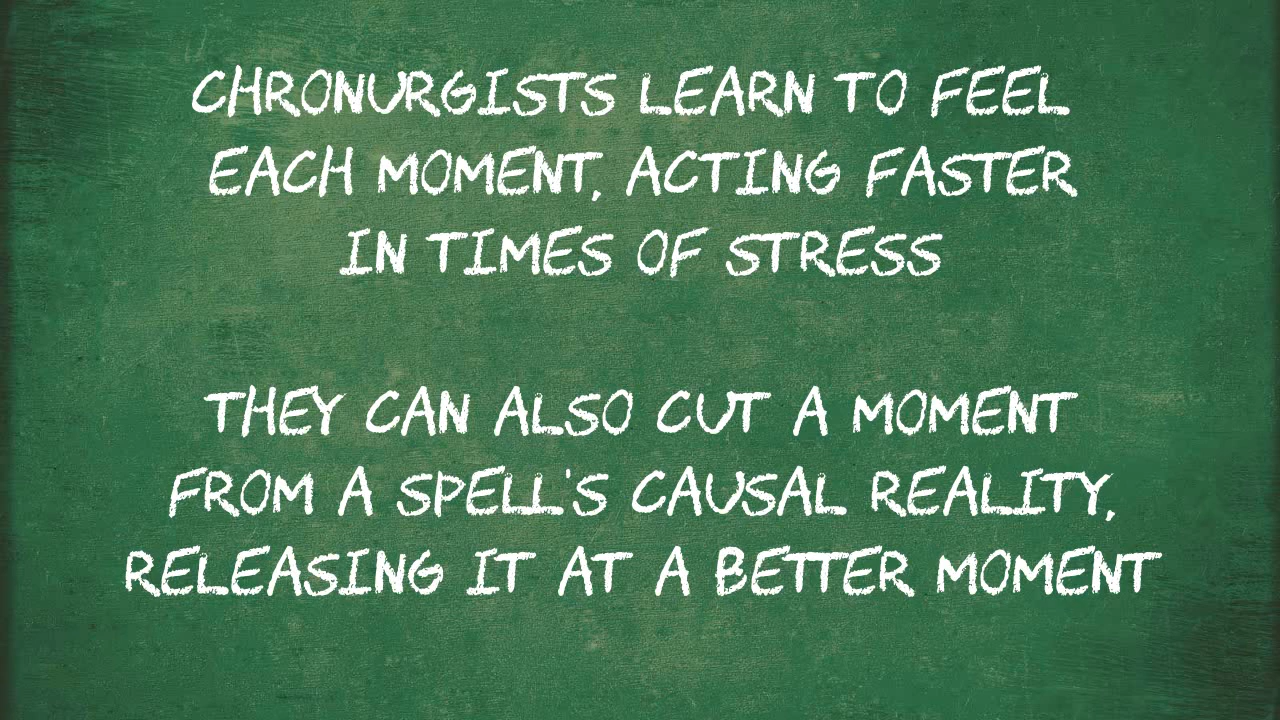 CHRONURGISTS LEARN TO FEEL
EACH MOMENT, ACTING FASTER
IN TIMES OF STRESS
THEY CAN ALSO CUT A MOMENT
FROM A SPELL'S CAUSAL REALITY,
RELEASING IT AT A BETTER MOMENT